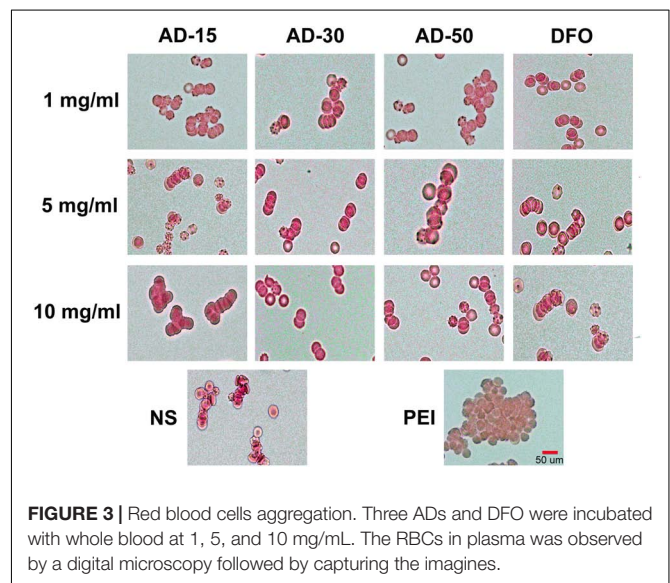 AD-15 AD-30 AD-50 DFO
1 mg/ml
5 mg/ml
10 mg/ml
NS PEI
50 um
FIGURE 3 | Red blood cells aggregation. Three ADs and DFO were incubated
with whole blood at 1, 5, and 10 mg/mL. The RBCs in plasma was observed
by a digital microscopy followed by capturing the imagines.